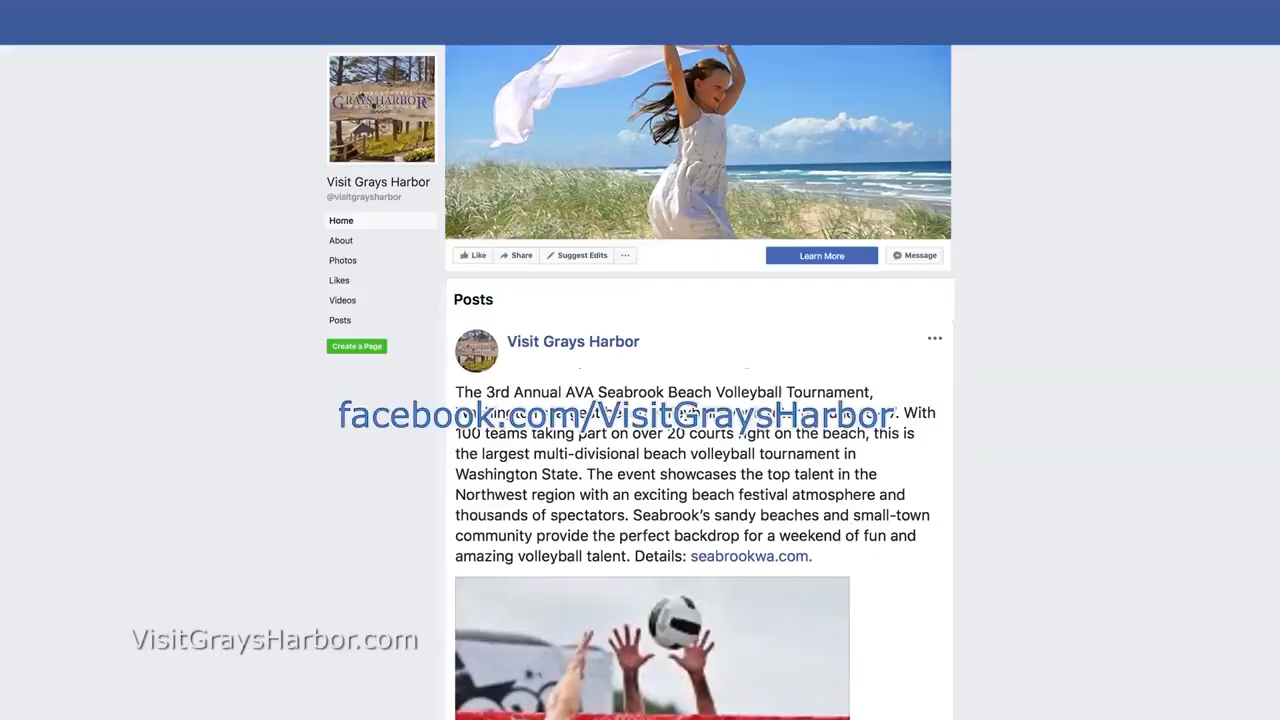 GRAYS HARBOR
WASHINGTON
Visit Grays Harbor
@visitgraysharbor
Home
About
Photos
Likes
Videos
Posts
Create a Page
Like
Share
Suggest Edits
Learn More
Message
Posts
Visit Grays Harbor
The 3rd Annual AVA Seabrook Beach Volleyball Tournament,
With
facebook.com/VisitGraysHarbor
100 teams taking part on over 20 courts right on the beach, this is
the largest multi-divisional beach volleyball tournament in
Washington State. The event showcases the top talent in the
Northwest region with an exciting beach festival atmosphere and
thousands of spectators. Seabrook’s sandy beaches and small-town
community provide the perfect backdrop for a weekend of fun and
amazing volleyball talent. Details: seabrookwa.com.
VisitGraysHarbor.com